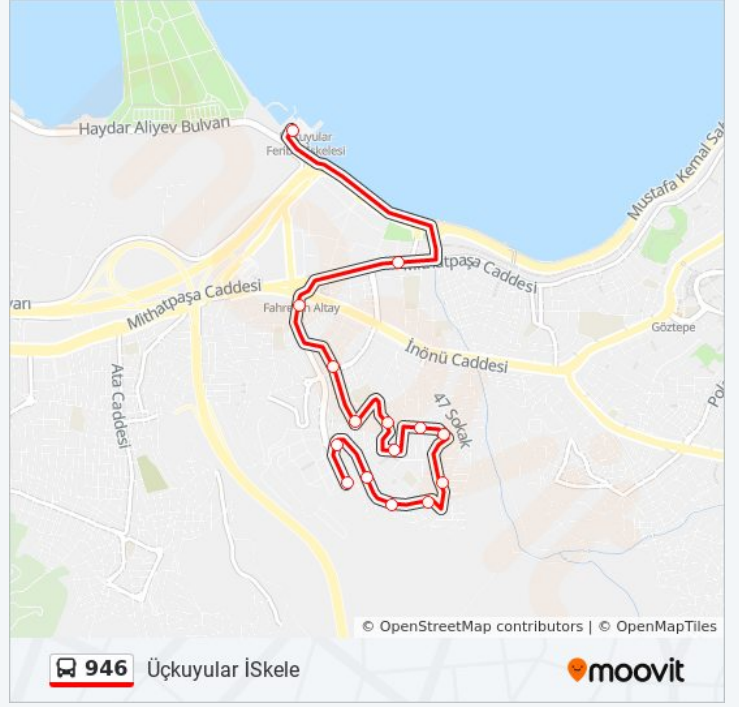 Haydar Aliyev Bulvarı
İskelesi
Mustafa Kemal Sa
Mithatpaşa Caddesi
Mithatpaşa Caddesi
Göztepe
İnönü Caddesi
Ata Caddesi
47 Sokak
© OpenStreetMap contributors | © OpenMapTiles
946 Üçkuyular İSkele
moovit